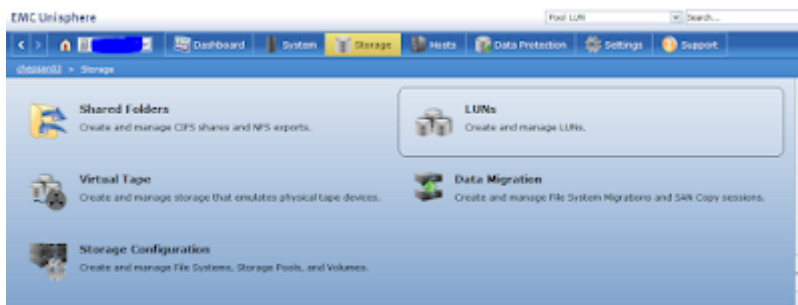 EMC Unisphere
Pool LUN
Search...
Dashboard
System
Storage
Hosts
Data Protection
Settings
Support
> Storage
Shared Folders
Create and manage CIFS shares and NFS exports.
LUNs
Create and manage LUNs.
Virtual Tape
Create and manage storage that emulates physical tape devices.
Data Migration
Create and manage File System Migrations and SAN Copy sessions.
Storage Configuration
Create and manage File Systems, Storage Pools, and Volumes.